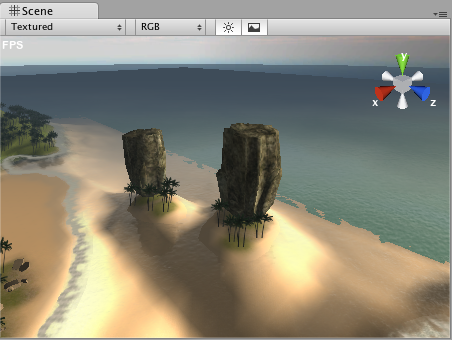 Scene
Textured
RGB
FPS
y
x
z